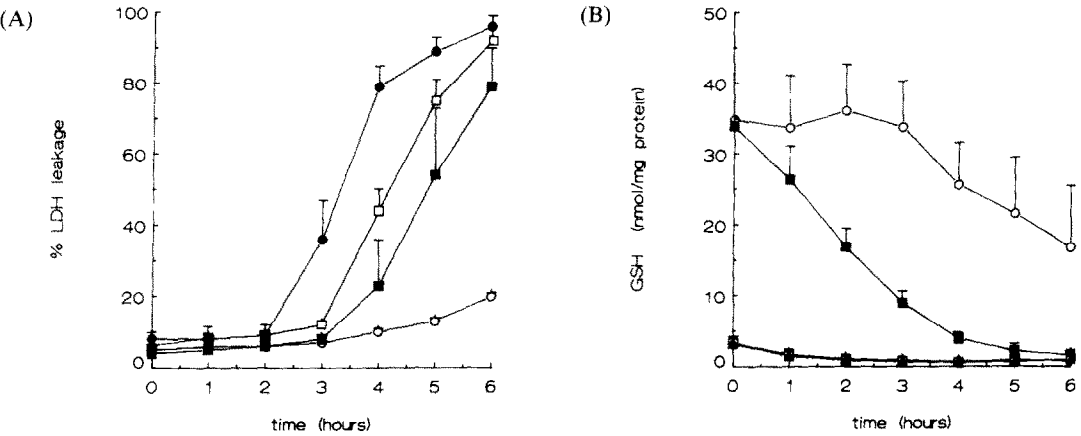 (A)
100
80
60
40
20
0
% LDH leakage
0 1 2 3 4 5 6
time (hours)
(B)
50
40
30
20
10
0
GSH (nmol/mg protein)
0 1 2 3 4 5 6
time (hours)